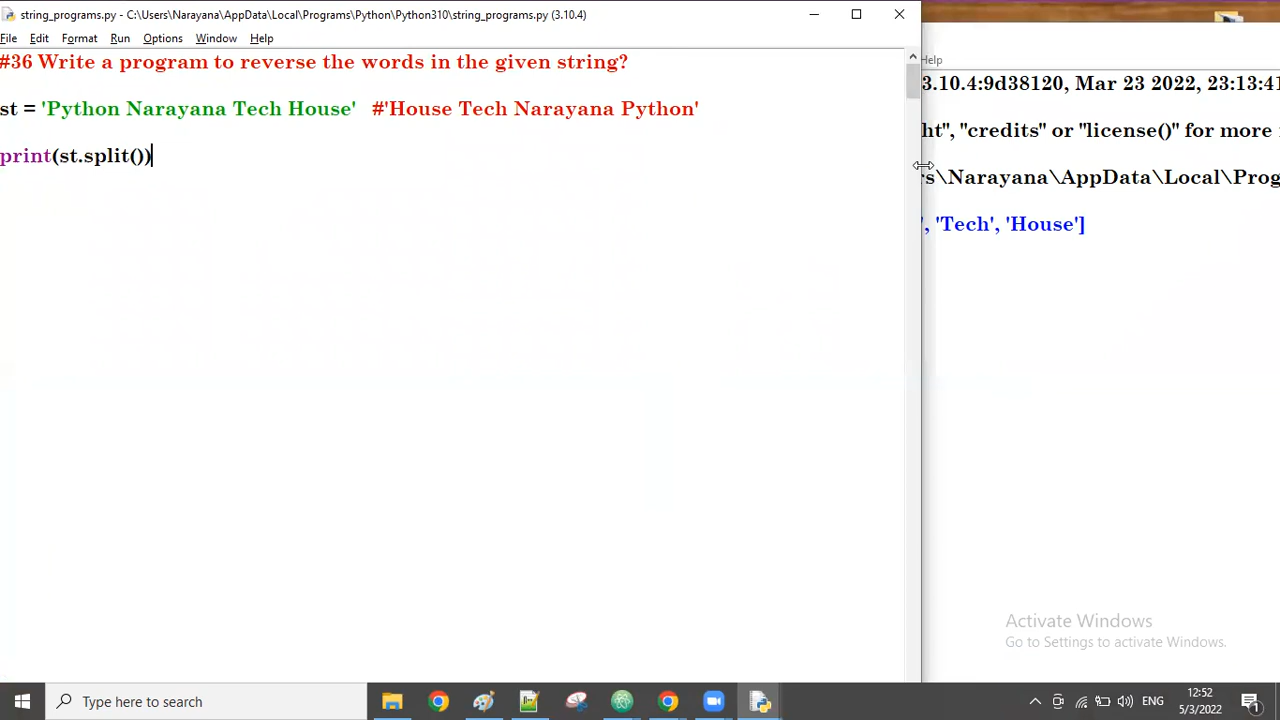 string_programs.py - C:\Users\Narayana\AppData\Local\Programs\Python\Python310\string_programs.py (3.10.4)
File Edit Format Run Options Window Help
#36 Write a program to reverse the words in the given string?
st = 'Python Narayana Tech House'   #'House Tech Narayana Python'
print(st.split())
Help
3.10.4:9d38120, Mar 23 2022, 23:13:41
ht", "credits" or "license()" for more
rs\Narayana\AppData\Local\Prog
', 'Tech', 'House']
Activate Windows
Go to Settings to activate Windows.
Type here to search
ENG
12:52
5/3/2022
1